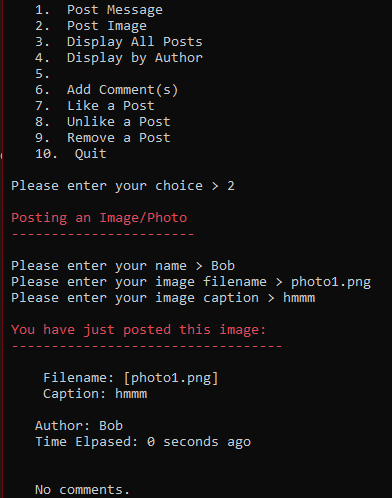 1. Post Message
2. Post Image
3. Display All Posts
4. Display by Author
5.
6. Add Comment(s)
7. Like a Post
8. Unlike a Post
9. Remove a Post
10. Quit
Please enter your choice > 2
Posting an Image/Photo
-----------------------
Please enter your name > Bob
Please enter your image filename > photo1.png
Please enter your image caption > hmmm
You have just posted this image:
----------------------------------
Filename: [photo1.png]
Caption: hmmm
Author: Bob
Time Elpased: 0 seconds ago
No comments.